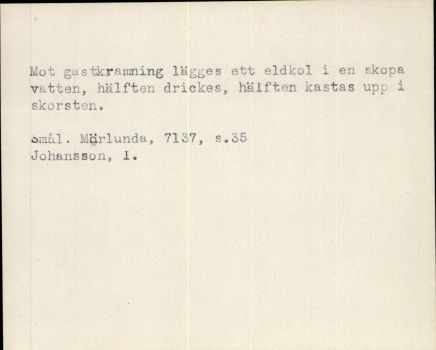 Mot gastkramning lägges ett eldkol i en skopa
vatten, hälften drickes, hälften kastas upp i
skorsten.
Smål. Mörlunda, 7137, s.35
Johansson, I.